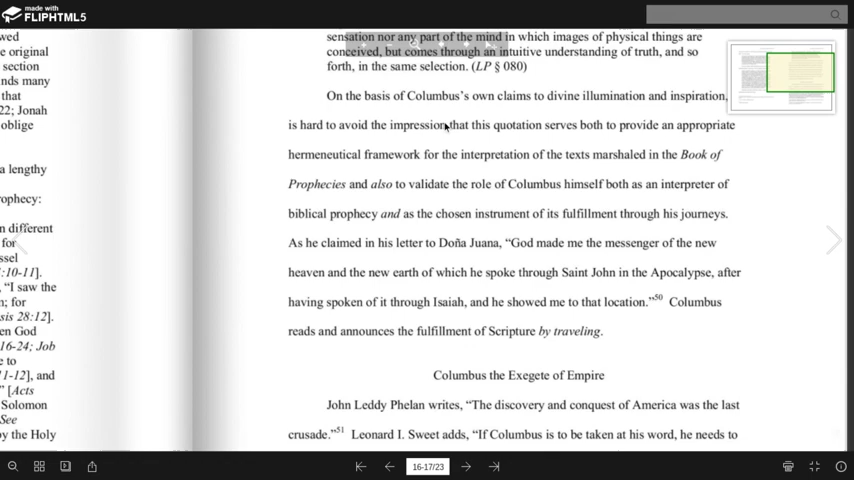 made with
FLIPHTML5
wed
e original
section
nds many
that
22; Jonah
oblige
a lengthy
rophecy:
n different
for
ssel
:10-11].
“I saw the
n; for
sis 28:12].
en God
16-24; Job
e to
11-12], and
” [Acts
Solomon
See
by the Holy
sensation nor any part of the mind in which images of physical things are
conceived, but comes through an intuitive understanding of truth, and so
forth, in the same selection. (LP § 080)
On the basis of Columbus’s own claims to divine illumination and inspiration,
is hard to avoid the impression that this quotation serves both to provide an appropriate
hermeneutical framework for the interpretation of the texts marshaled in the Book of
Prophecies and also to validate the role of Columbus himself both as an interpreter of
biblical prophecy and as the chosen instrument of its fulfillment through his journeys.
As he claimed in his letter to Doña Juana, “God made me the messenger of the new
heaven and the new earth of which he spoke through Saint John in the Apocalypse, after
having spoken of it through Isaiah, and he showed me to that location.”50 Columbus
reads and announces the fulfillment of Scripture by traveling.
Columbus the Exegete of Empire
John Leddy Phelan writes, “The discovery and conquest of America was the last
crusade.”51 Leonard I. Sweet adds, “If Columbus is to be taken at his word, he needs to
16-17/23